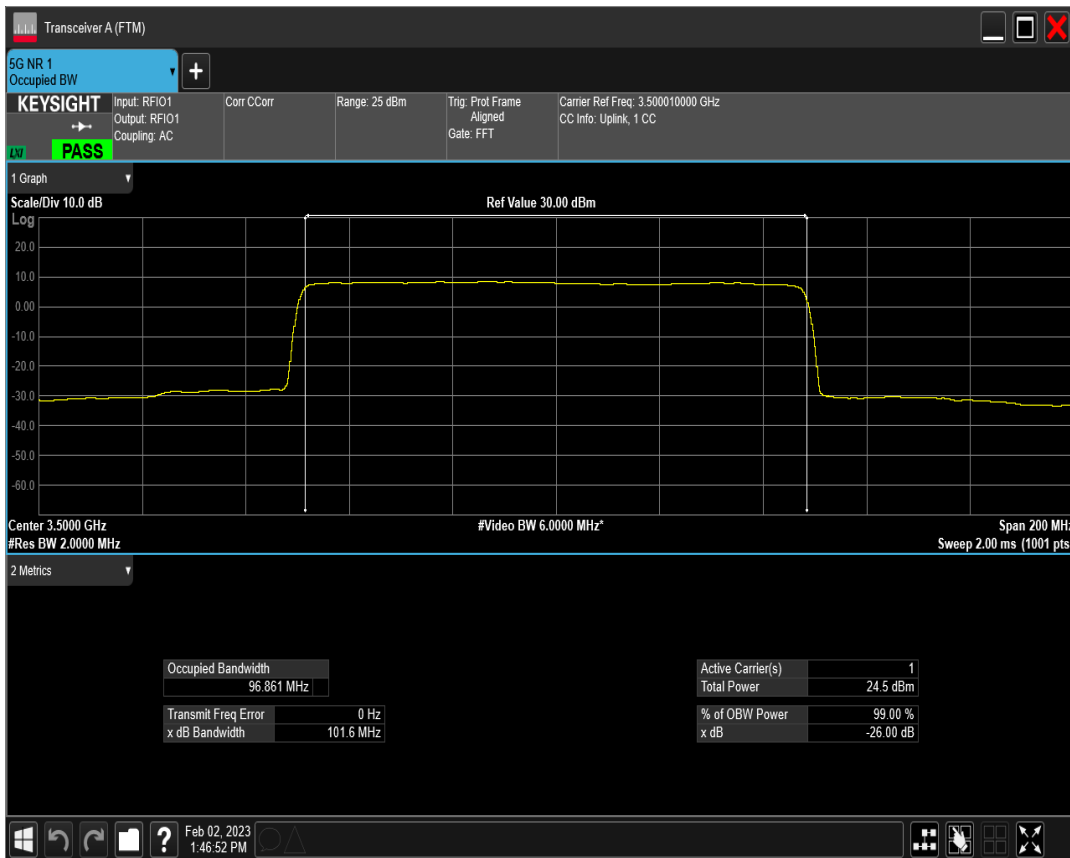 Transceiver A (FTM)
5G NR 1
Occupied BW
+
KEYSIGHT
LXI
PASS
Input: RFIO1
Output: RFIO1
Coupling: AC
Corr CCorr
Range: 25 dBm
Trig: Prot Frame
Aligned
Gate: FFT
Carrier Ref Freq: 3.500010000 GHz
CC Info: Uplink, 1 CC
1 Graph
Scale/Div 10.0 dB
Ref Value 30.00 dBm
Log
20.0
10.0
0.00
-10.0
-20.0
-30.0
-40.0
-50.0
-60.0
Center 3.5000 GHz
#Video BW 6.0000 MHz*
Span 200 MHz
#Res BW 2.0000 MHz
Sweep 2.00 ms (1001 pts
2 Metrics
Occupied Bandwidth
96.861 MHz
Transmit Freq Error 0 Hz
x dB Bandwidth 101.6 MHz
Active Carrier(s) 1
Total Power 24.5 dBm
% of OBW Power 99.00 %
x dB -26.00 dB
?
Feb 02, 2023
1:46:52 PM